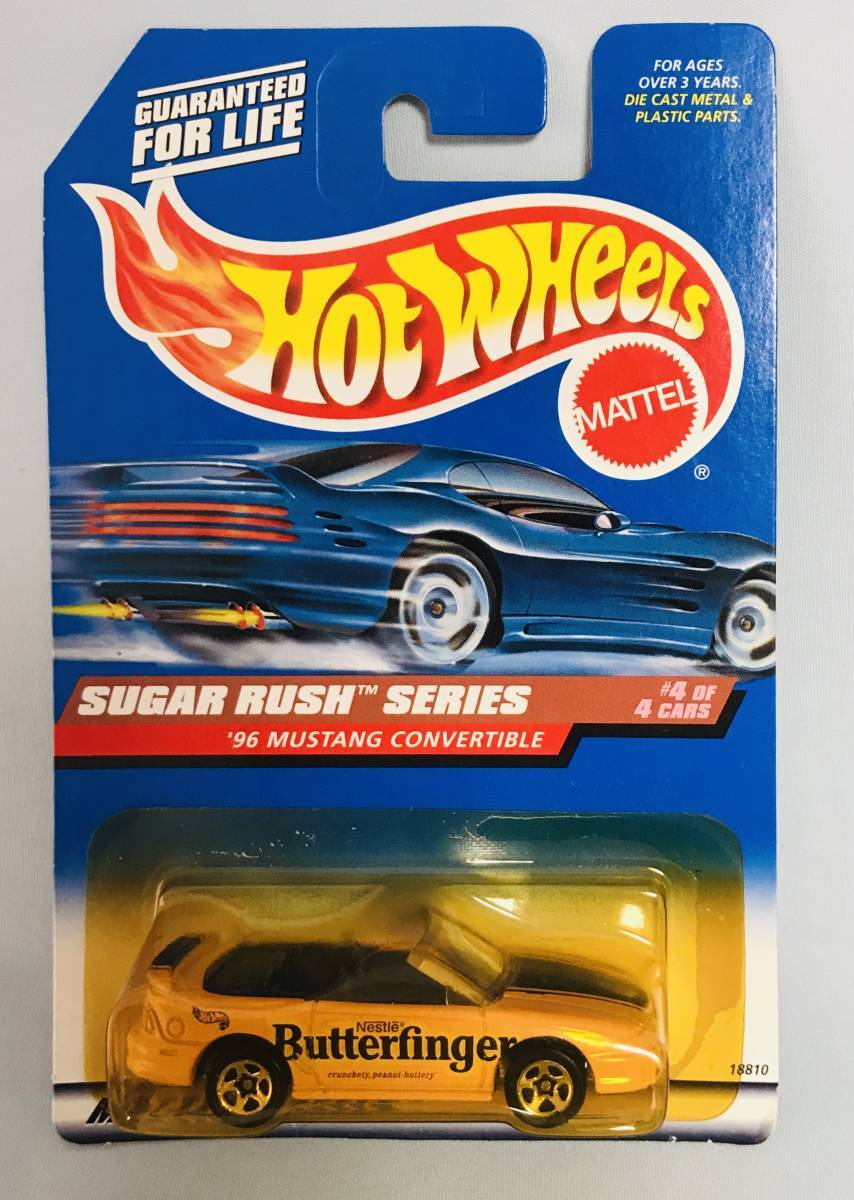 GUARANTEED
FOR LIFE
FOR AGES
OVER 3 YEARS.
DIE CAST METAL &
PLASTIC PARTS.
HOT WHEELS
MATTEL
®
SUGAR RUSH™ SERIES
#4 OF
4 CARS
'96 MUSTANG CONVERTIBLE
Nestlé®
Butterfinger
crunchety, peanut-buttery
18810